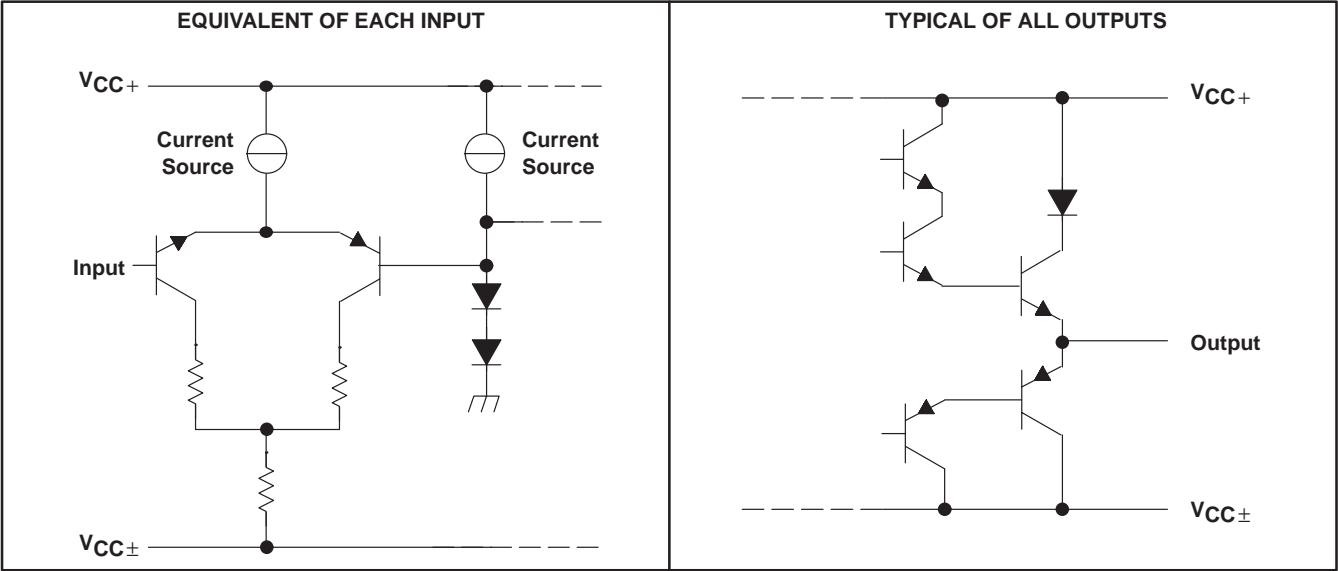 EQUIVALENT OF EACH INPUT
VCC+
Current
Source
Current
Source
Input
VCC±
TYPICAL OF ALL OUTPUTS
VCC+
Output
VCC±